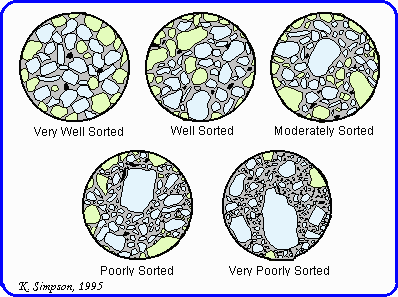 Very Well Sorted
Well Sorted
Moderately Sorted
Poorly Sorted
Very Poorly Sorted
K. Simpson, 1995